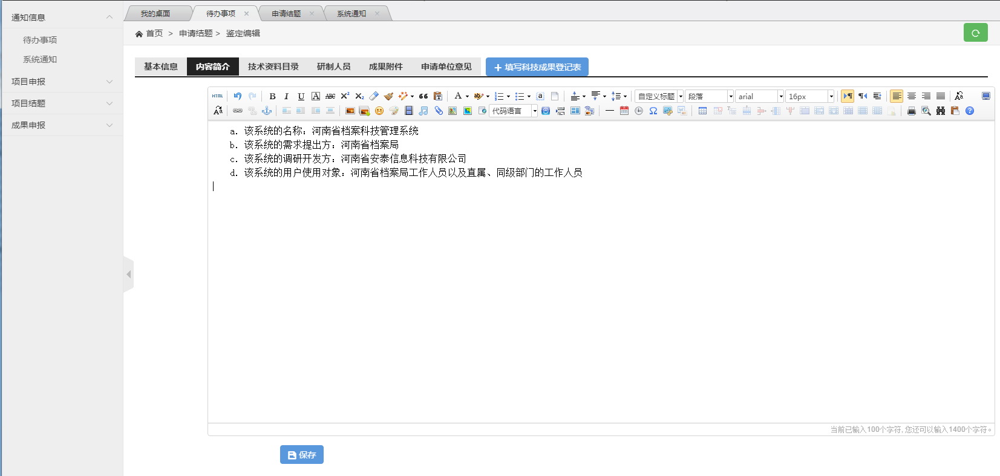 通知信息
待办事项
系统通知
项目申报
项目结题
成果申报
我的桌面 待办事项 申请结题 系统通知
首页 > 申请结题 > 鉴定编辑
基本信息 内容简介 技术资料目录 研制人员 成果附件 申请单位意见 + 填写科技成果登记表
HTML B I U A ABC X² X₂ A ab a 自定义标题 段落 arial 16px
代码语言
a. 该系统的名称：河南省档案科技管理系统
b. 该系统的需求提出方：河南省档案局
c. 该系统的调研开发方：河南省安泰信息科技有限公司
d. 该系统的用户使用对象：河南省档案局工作人员以及直属、同级部门的工作人员
当前已输入100个字符, 您还可以输入1400个字符。
保存